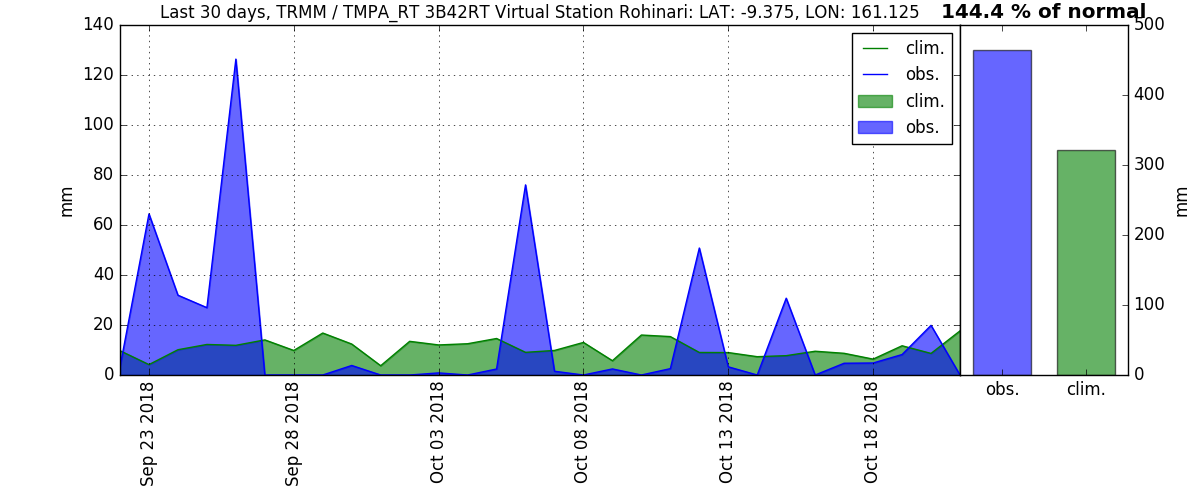 Last 30 days, TRMM / TMPA_RT 3B42RT Virtual Station Rohinari: LAT: -9.375, LON: 161.125
144.4 % of normal
140
120
100
80
60
40
20
0
mm
clim.
obs.
clim.
obs.
Sep 23 2018
Sep 28 2018
Oct 03 2018
Oct 08 2018
Oct 13 2018
Oct 18 2018
500
400
300
200
100
0
mm
obs.
clim.